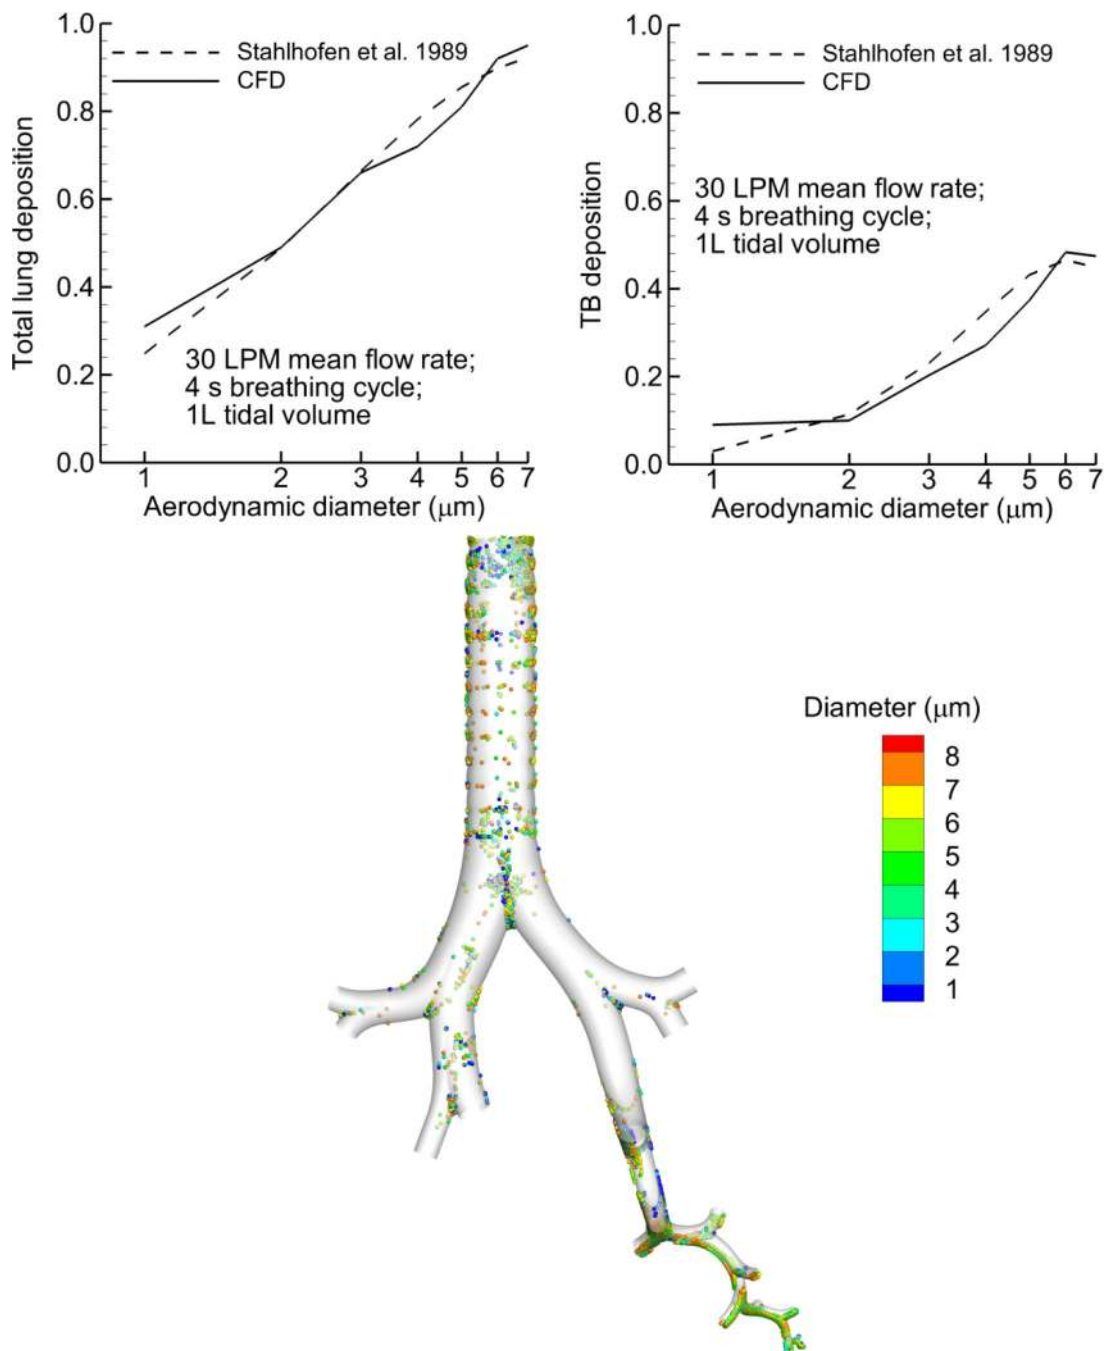 1.0
0.8
0.6
0.4
0.2
0.0
Total lung deposition
Stahlhofen et al. 1989
CFD
30 LPM mean flow rate;
4 s breathing cycle;
1L tidal volume
1 2 3 4 5 6 7
Aerodynamic diameter (μm)
1.0
0.8
0.6
0.4
0.2
0.0
TB deposition
Stahlhofen et al. 1989
CFD
30 LPM mean flow rate;
4 s breathing cycle;
1L tidal volume
1 2 3 4 5 6 7
Aerodynamic diameter (μm)
Diameter (μm)
8
7
6
5
4
3
2
1